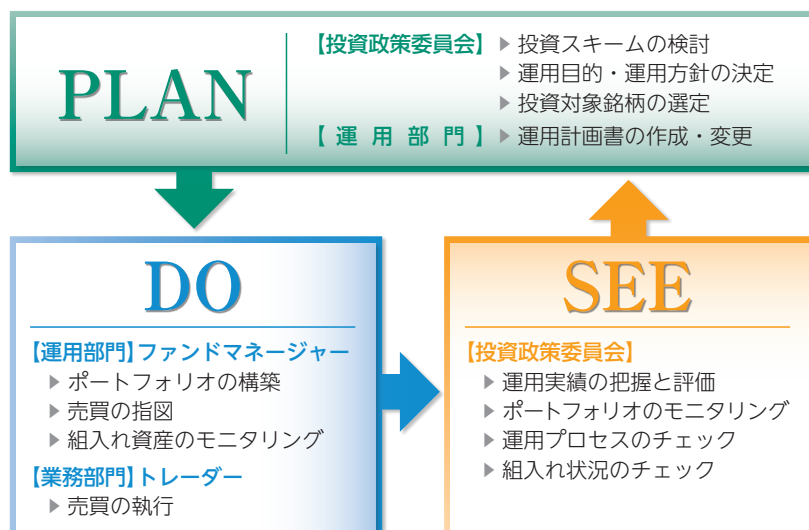 PLAN
【投資政策委員会】▶投資スキームの検討
▶運用目的・運用方針の決定
▶投資対象銘柄の選定
【運用部門】▶運用計画書の作成・変更
DO
【運用部門】ファンドマネージャー
▶ポートフォリオの構築
▶売買の指図
▶組入れ資産のモニタリング
【業務部門】トレーダー
▶売買の執行
SEE
【投資政策委員会】
▶運用実績の把握と評価
▶ポートフォリオのモニタリング
▶運用プロセスのチェック
▶組入れ状況のチェック